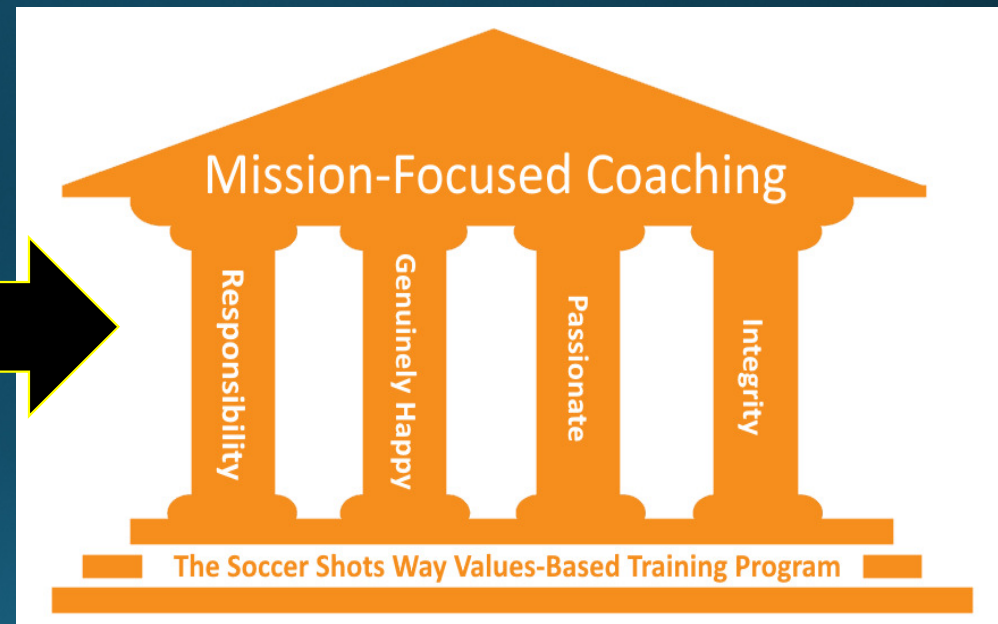 Mission-Focused Coaching
Responsibility
Genuinely Happy
Passionate
Integrity
The Soccer Shots Way Values-Based Training Program